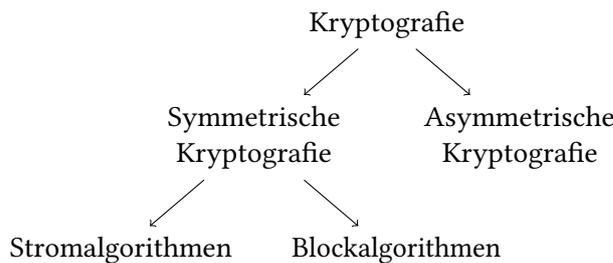 Kryptografie
Symmetrische
Kryptografie
Asymmetrische
Kryptografie
Stromalgorithmen
Blockalgorithmen